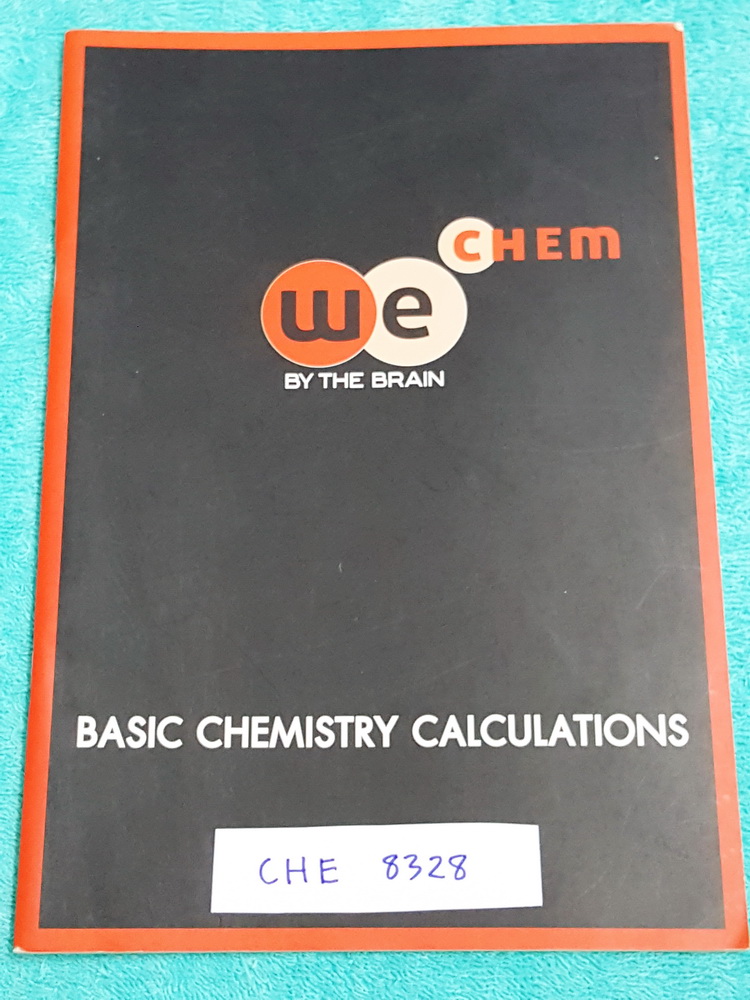 CHEM
we
BY THE BRAIN
BASIC CHEMISTRY CALCULATIONS
CHE 8328